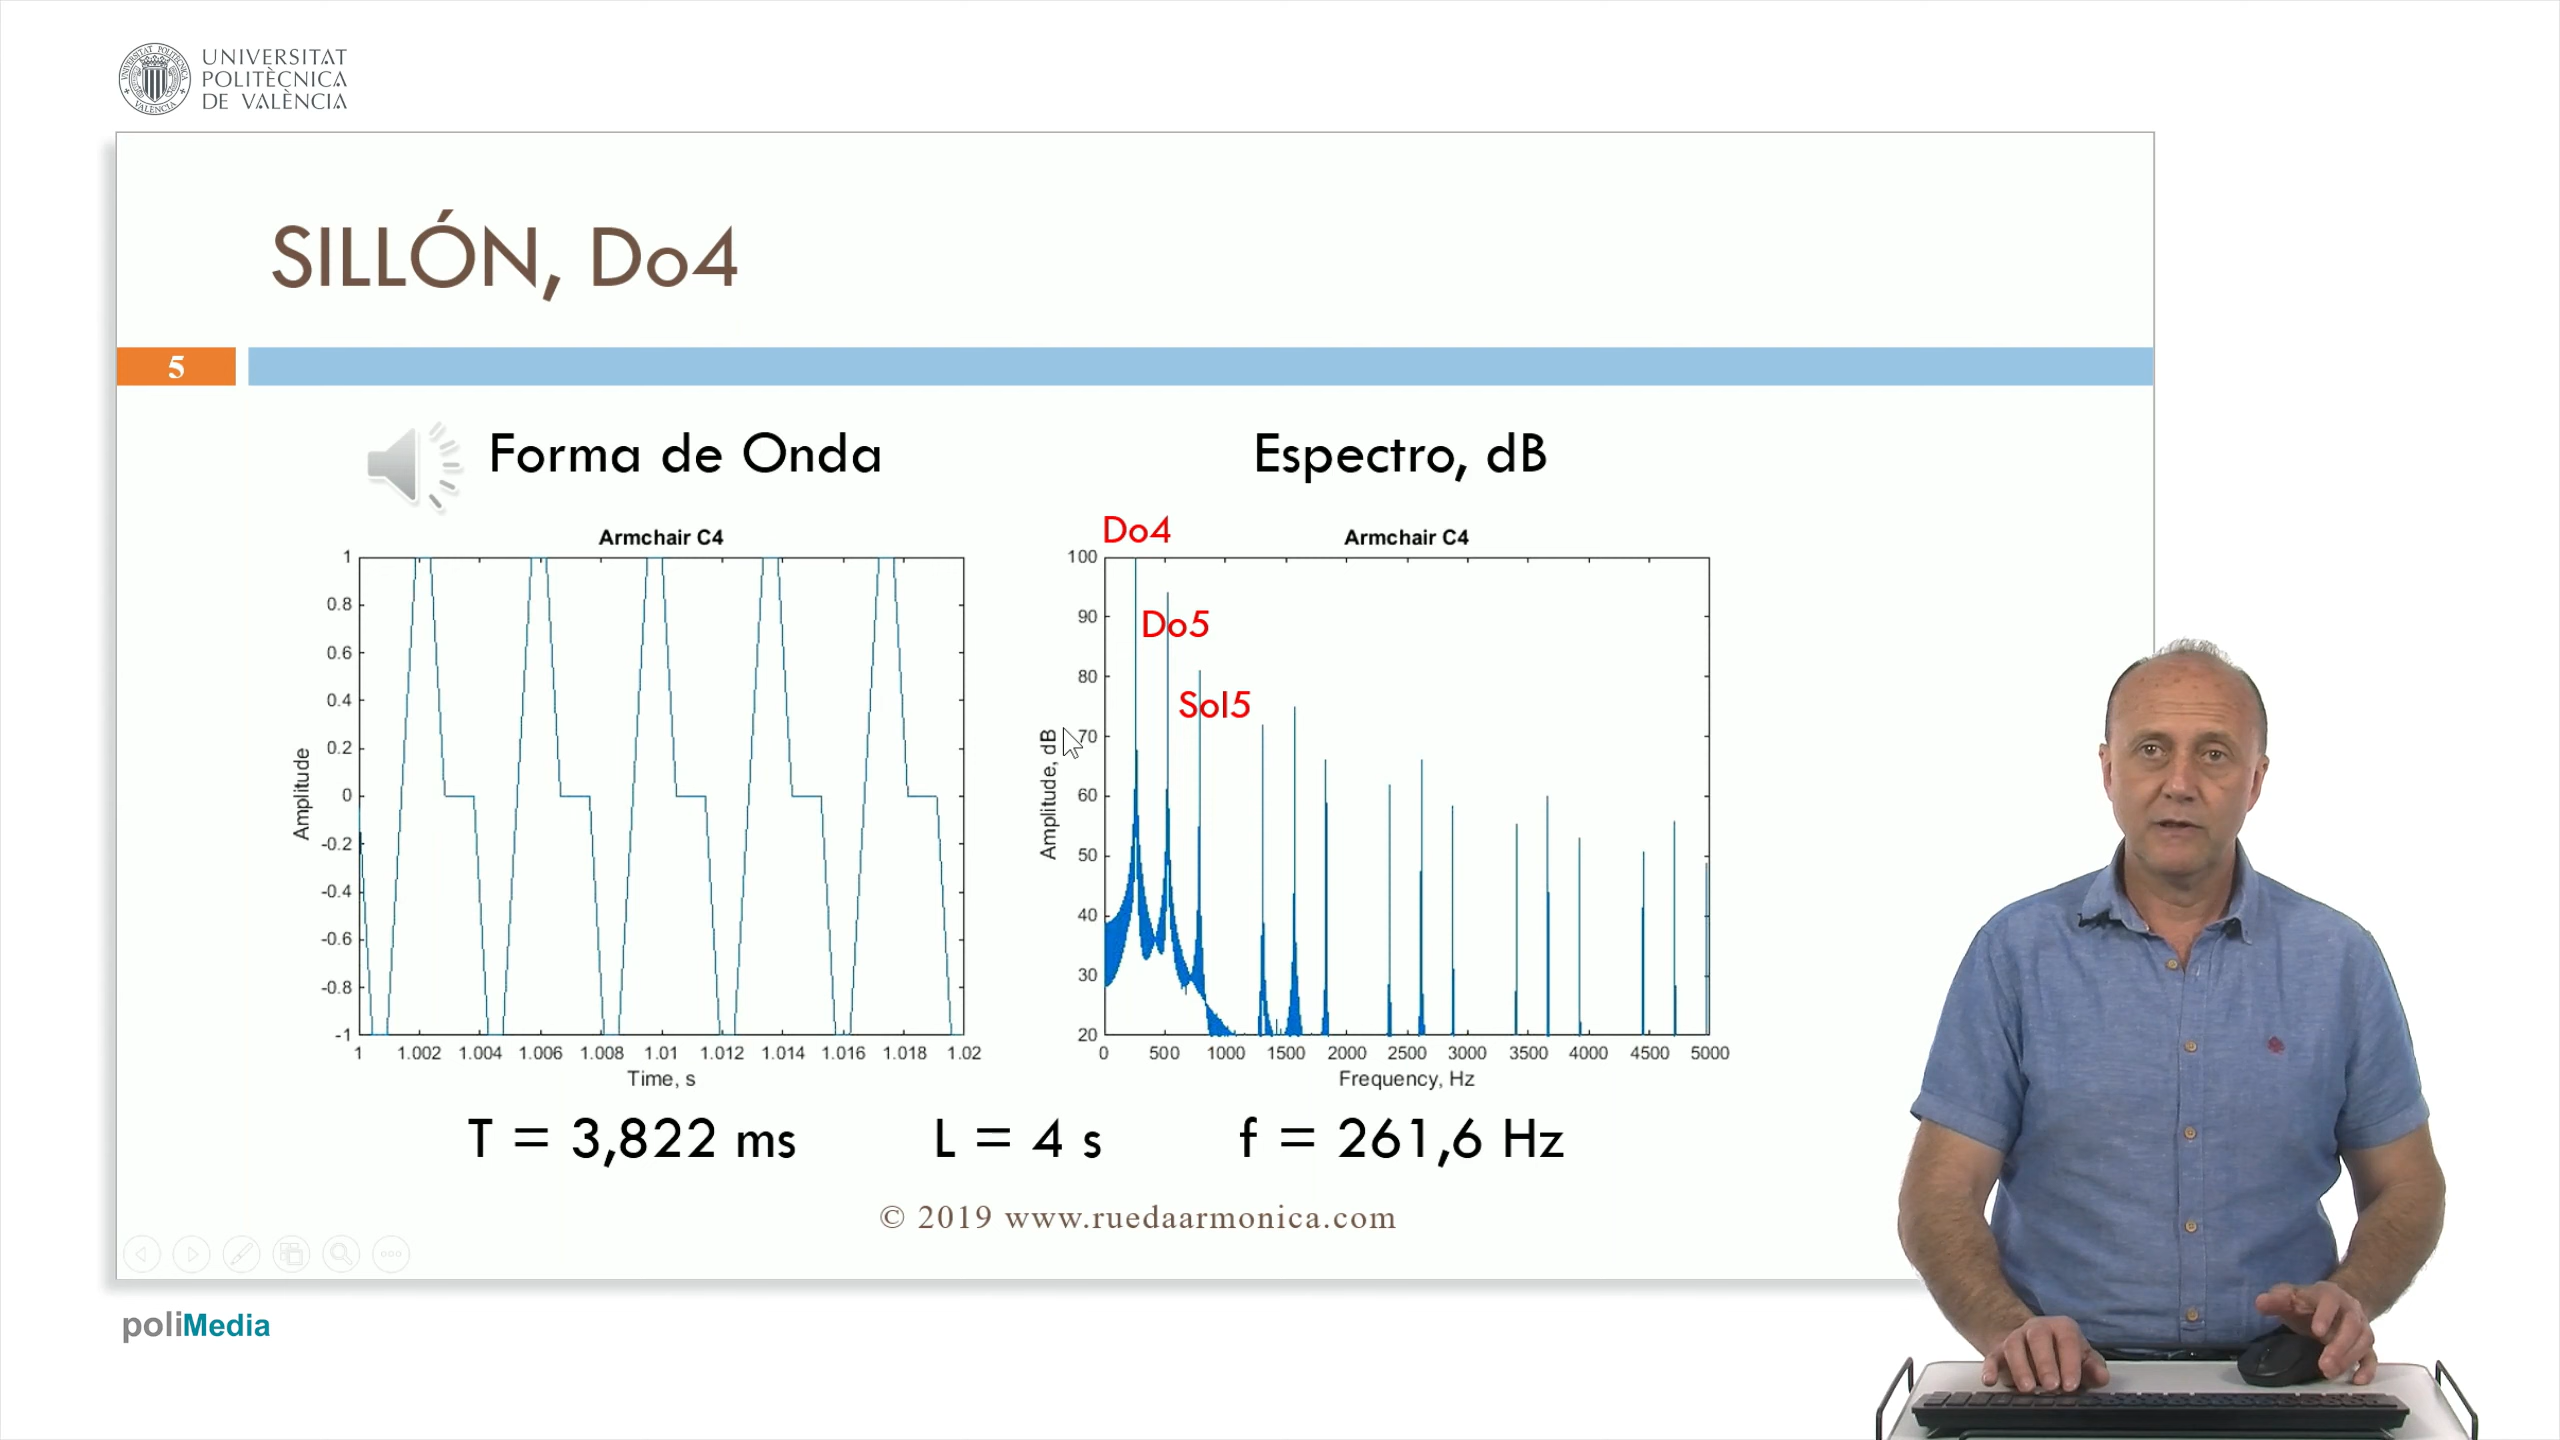 UNIVERSITAT
POLITÈCNICA
DE VALÈNCIA
SILLÓN, Do4
5
Forma de Onda
Espectro, dB
Armchair C4
1
0.8
0.6
0.4
0.2
0
-0.2
-0.4
-0.6
-0.8
-1
Amplitude
1 1.002 1.004 1.006 1.008 1.01 1.012 1.014 1.016 1.018 1.02
Time, s
Do4
Armchair C4
100
90
80
70
60
50
40
30
20
Do5
Sol5
Amplitude, dB
0 500 1000 1500 2000 2500 3000 3500 4000 4500 5000
Frequency, Hz
T = 3,822 ms L = 4 s f = 261,6 Hz
© 2019 www.ruedaarmonica.com
poliMedia